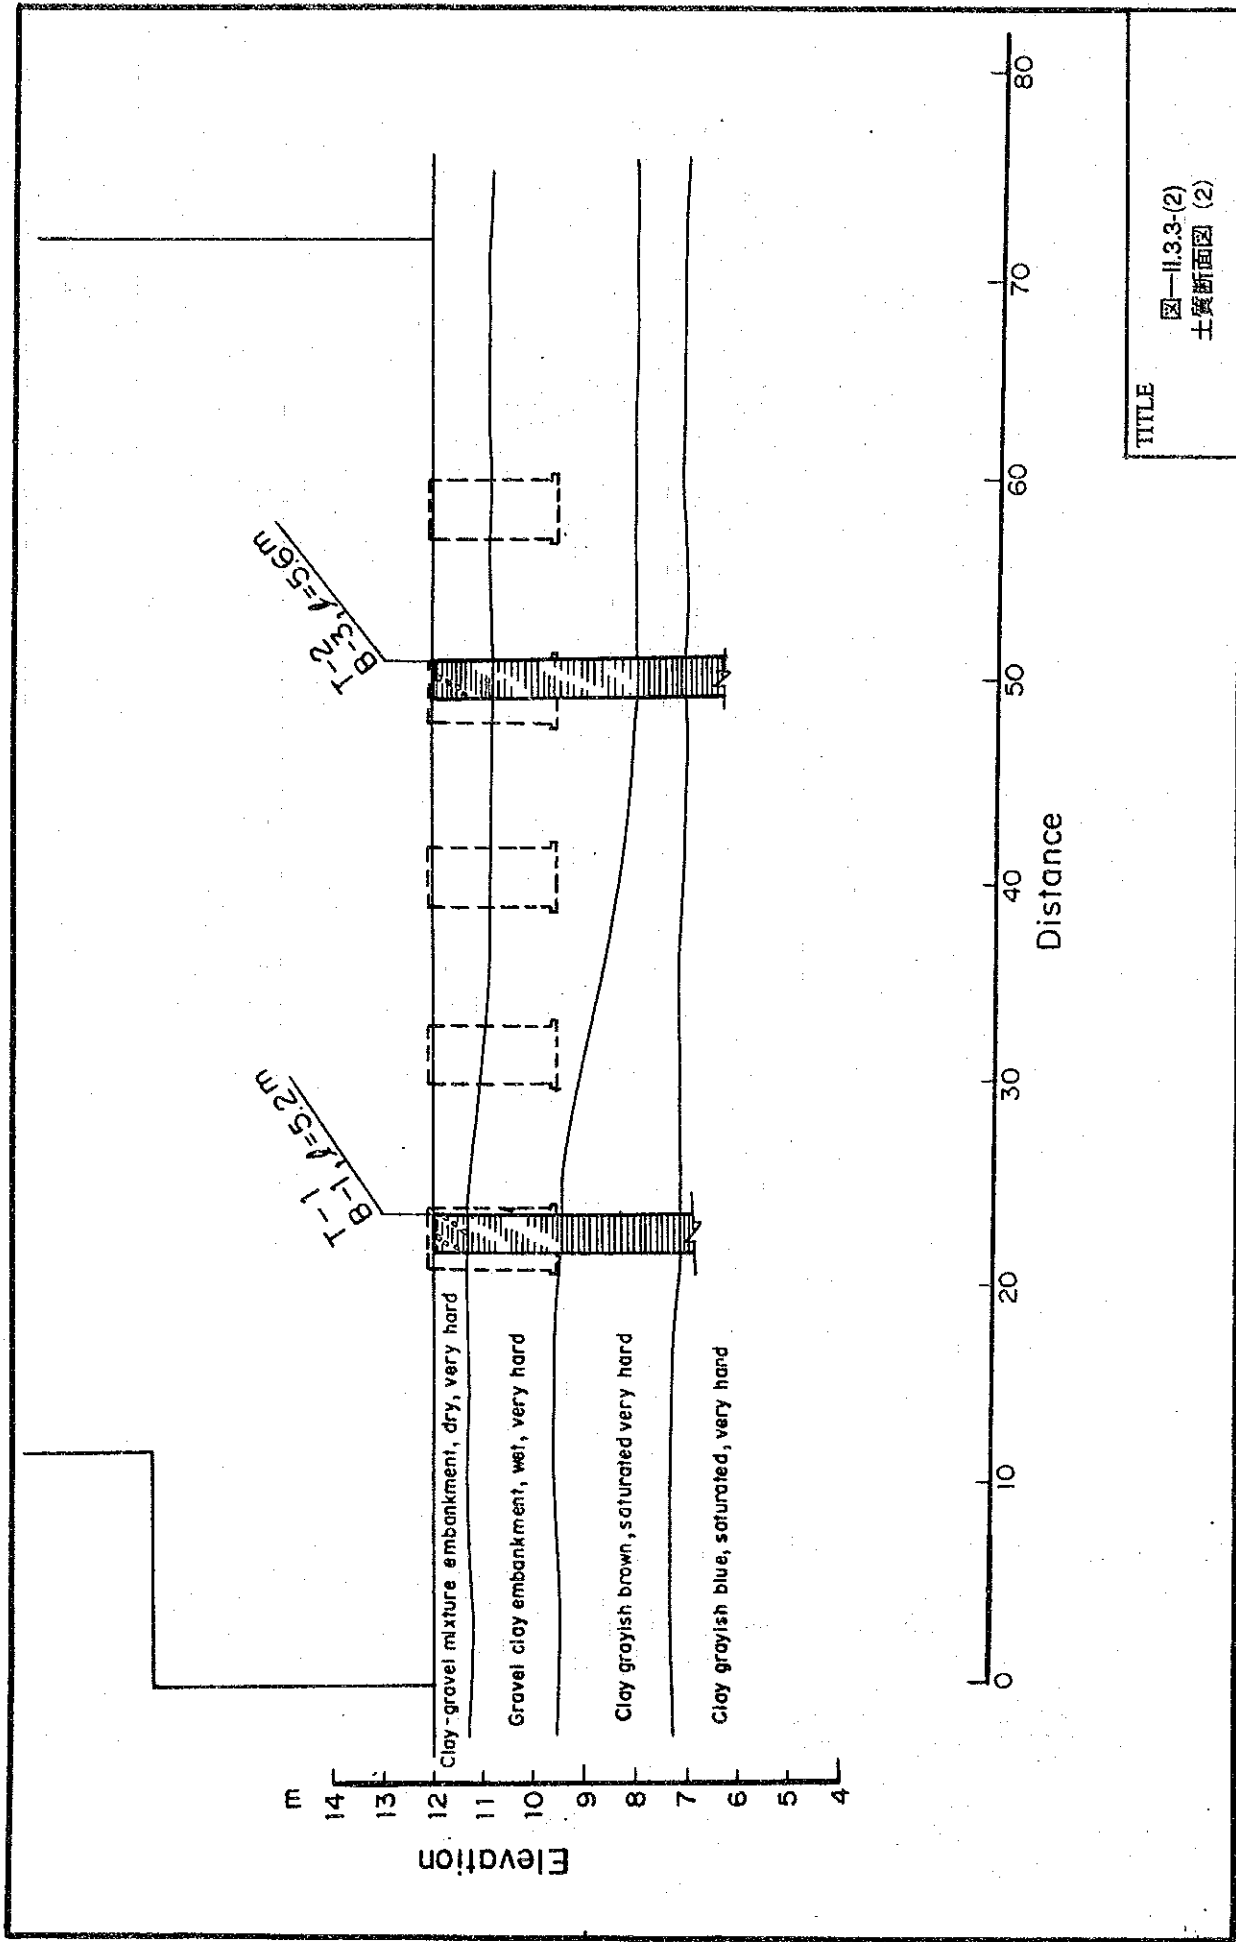 T-1
B-1, ℓ=5.2m
T-2
B-3, ℓ=5.6m
m
14
13
12
11
10
9
8
7
6
5
4
Elevation
Clay-gravel mixture embankment, dry, very hard
Gravel clay embankment, wet, very hard
Clay grayish brown, saturated very hard
Clay grayish blue, saturated, very hard
0
10
20
30
40
50
60
70
80
Distance
TITLE
図—II.3.3-(2)
土質断面図 (2)